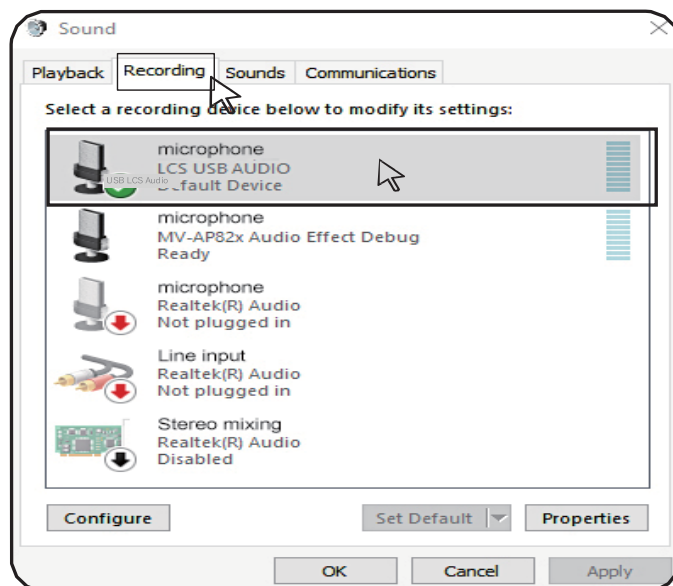 Sound
Playback Recording Sounds Communications
Select a recording device below to modify its settings:
microphone
LCS USB AUDIO
USB LCS Audio
Default Device
microphone
MV-AP82x Audio Effect Debug
Ready
microphone
Realtek(R) Audio
Not plugged in
Line input
Realtek(R) Audio
Not plugged in
Stereo mixing
Realtek(R) Audio
Disabled
Configure Set Default Properties
OK Cancel Apply